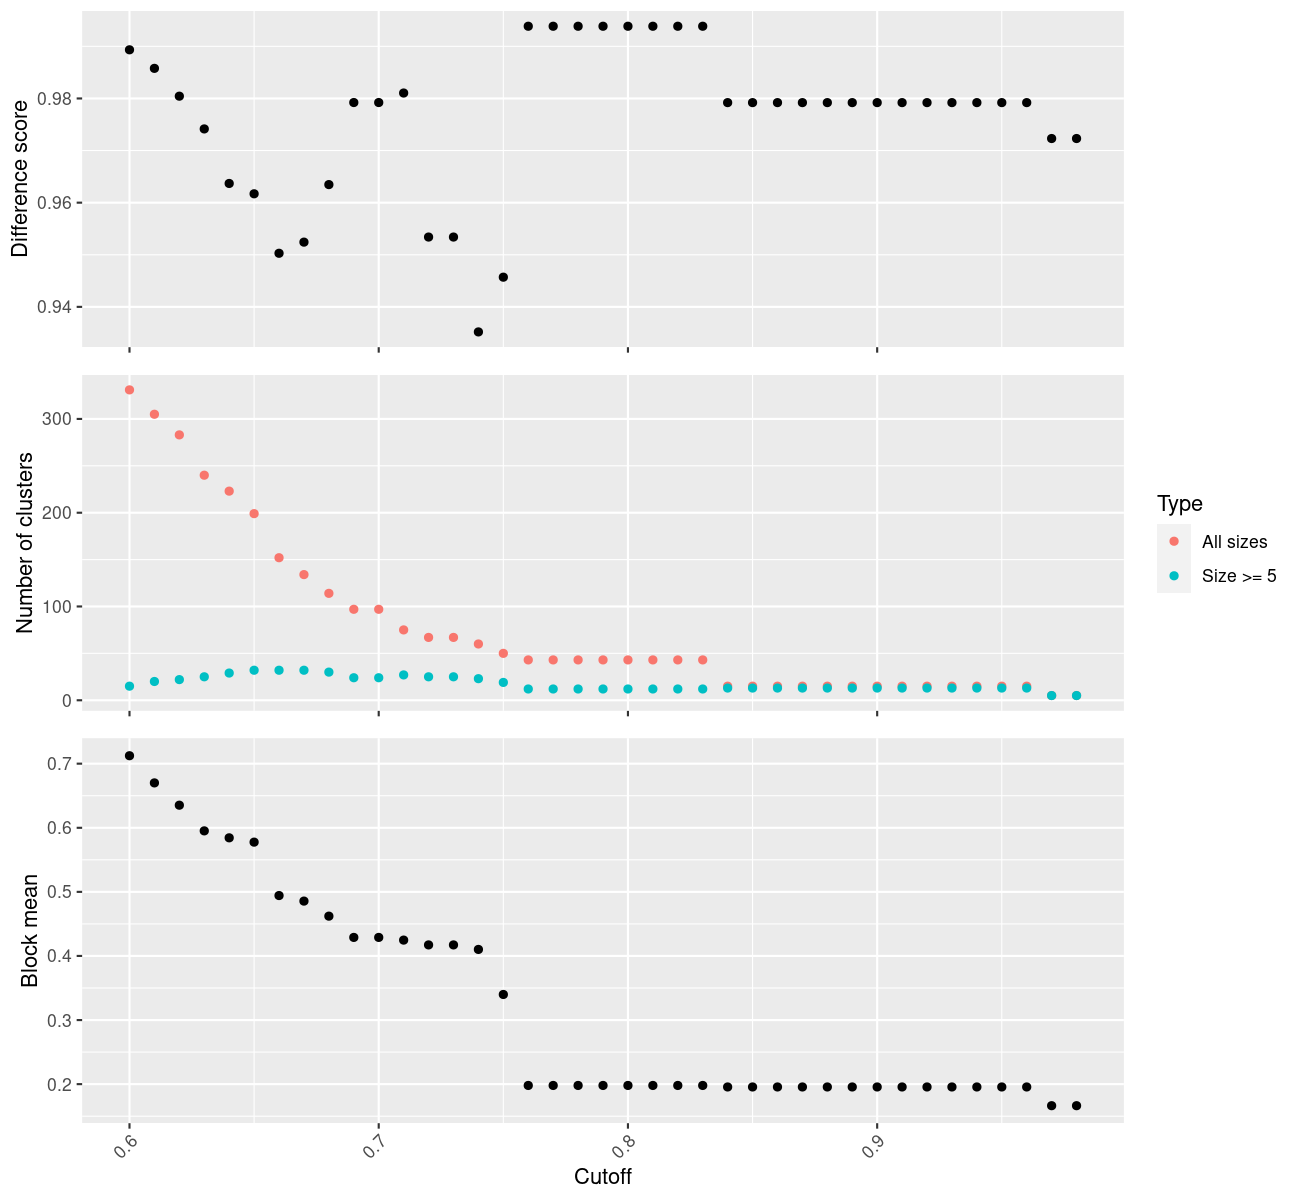 Difference score
0.98
0.96
0.94
Number of clusters
300
200
100
0
Type
All sizes
Size >= 5
Block mean
0.7
0.6
0.5
0.4
0.3
0.2
0.6 0.7 0.8 0.9
Cutoff